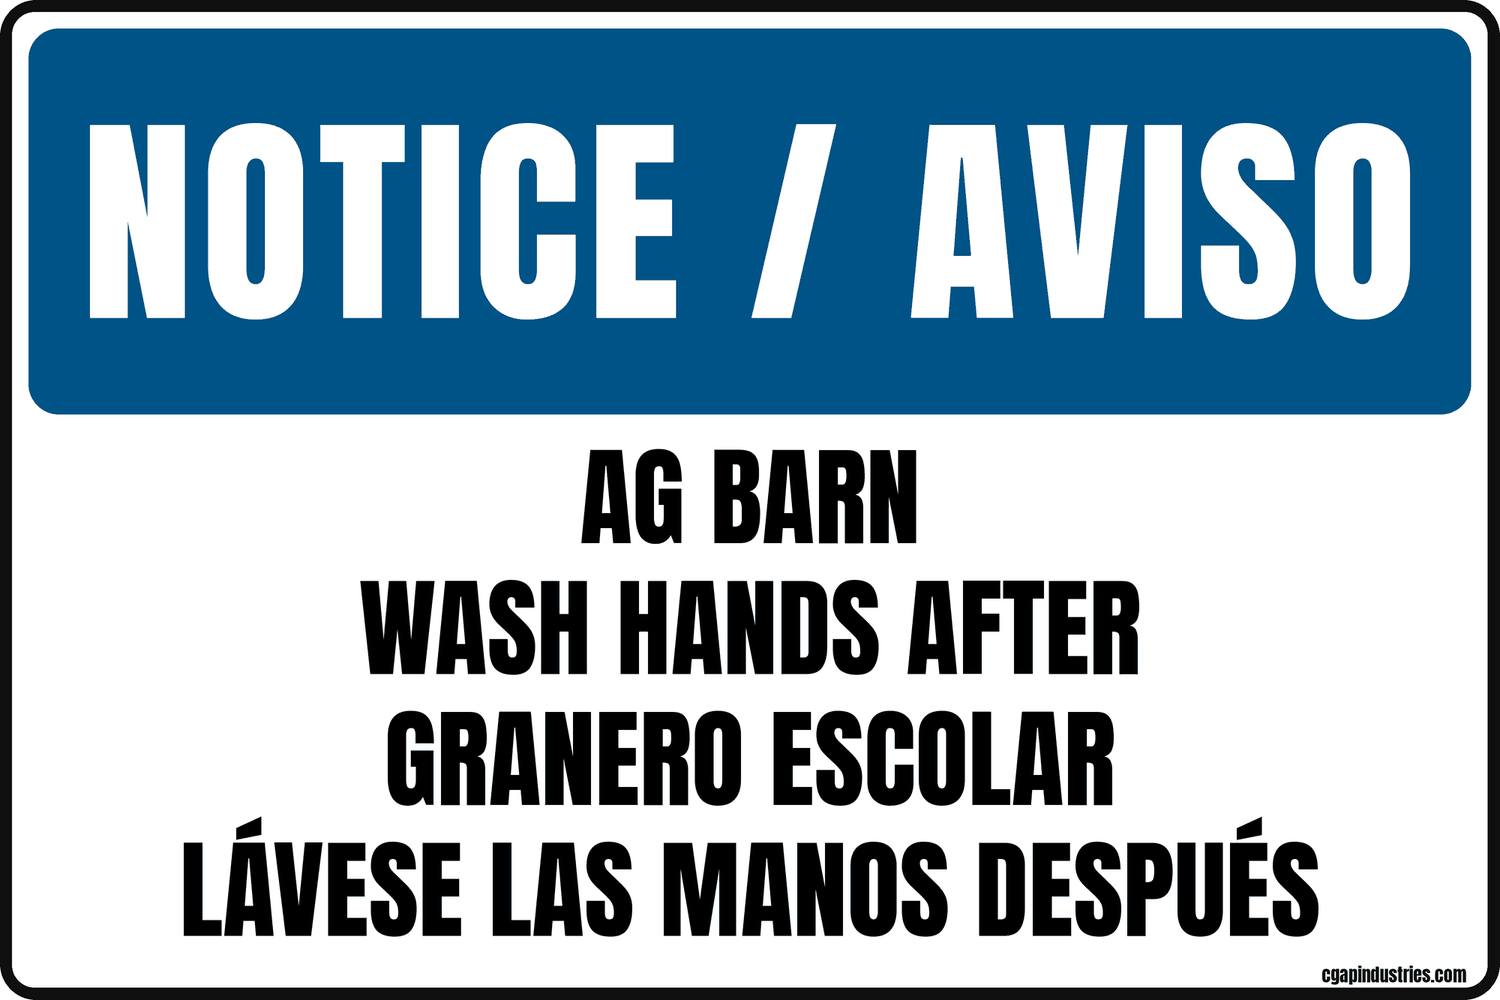 NOTICE / AVISO
AG BARN
WASH HANDS AFTER
GRANERO ESCOLAR
LÁVESE LAS MANOS DESPUÉS
cgapindustries.com